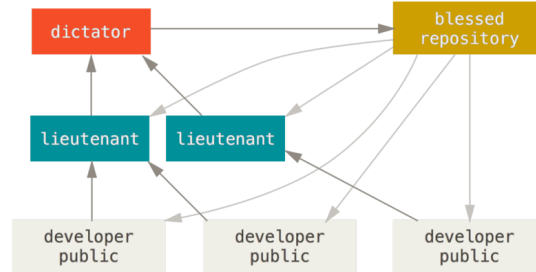 dictator
blessed
repository
lieutenant
lieutenant
developer
public
developer
public
developer
public